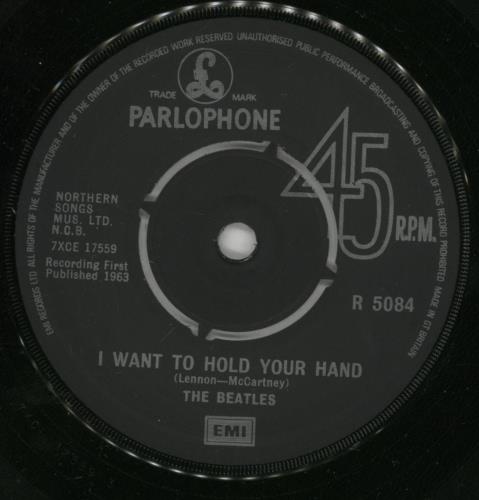 EMI RECORDS LTD ALL RIGHTS OF THE MANUFACTURER AND OF THE OWNER OF THE RECORDED WORK RESERVED UNAUTHORISED PUBLIC PERFORMANCE BROADCASTING AND COPYING OF THIS RECORD PROHIBITED MADE IN GT BRITAIN
TRADE MARK
PARLOPHONE
45 R.P.M.
NORTHERN
SONGS
MUS. LTD.
N.C.B.
7XCE 17559
Recording First
Published 1963
R 5084
I WANT TO HOLD YOUR HAND
(Lennon—McCartney)
THE BEATLES
EMI